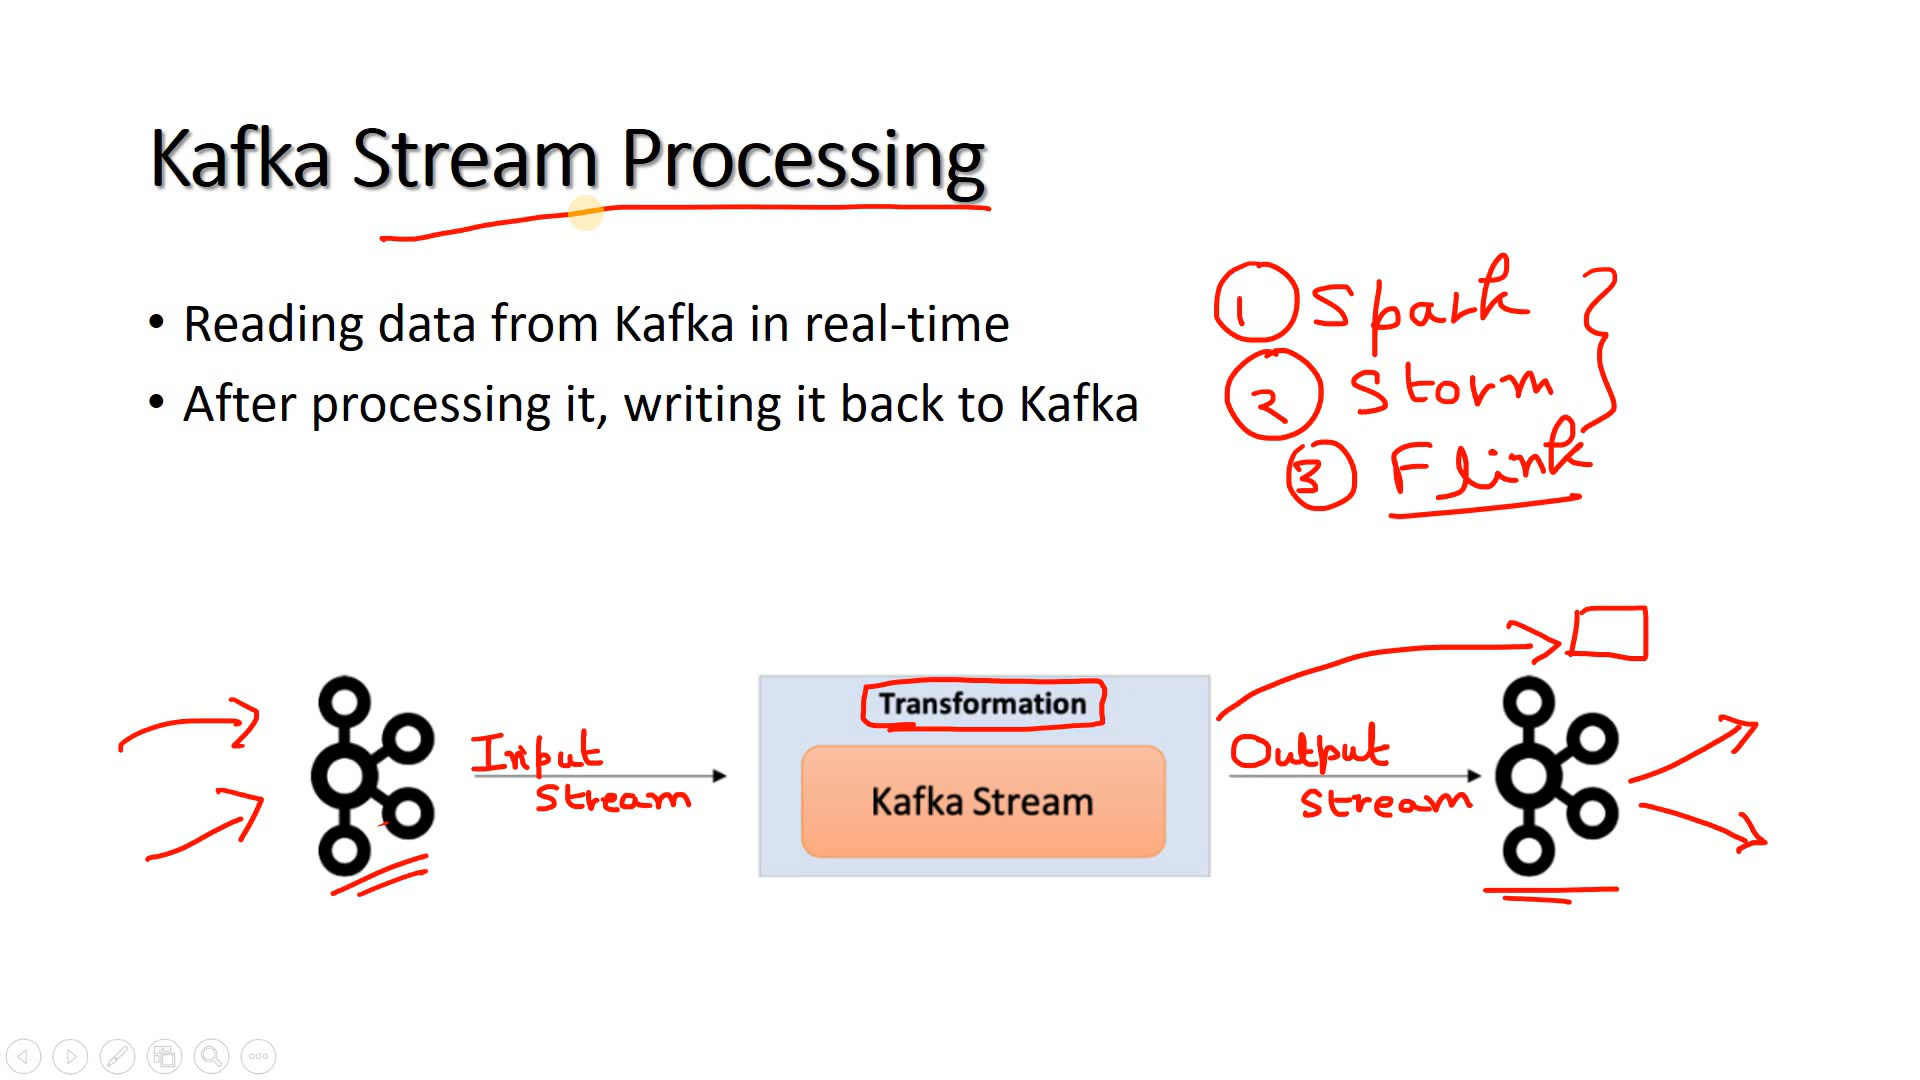 Kafka Stream Processing
• Reading data from Kafka in real-time
• After processing it, writing it back to Kafka
1 Spark
2 Storm
3 Flink
Input
Stream
Transformation
Kafka Stream
Output
Stream